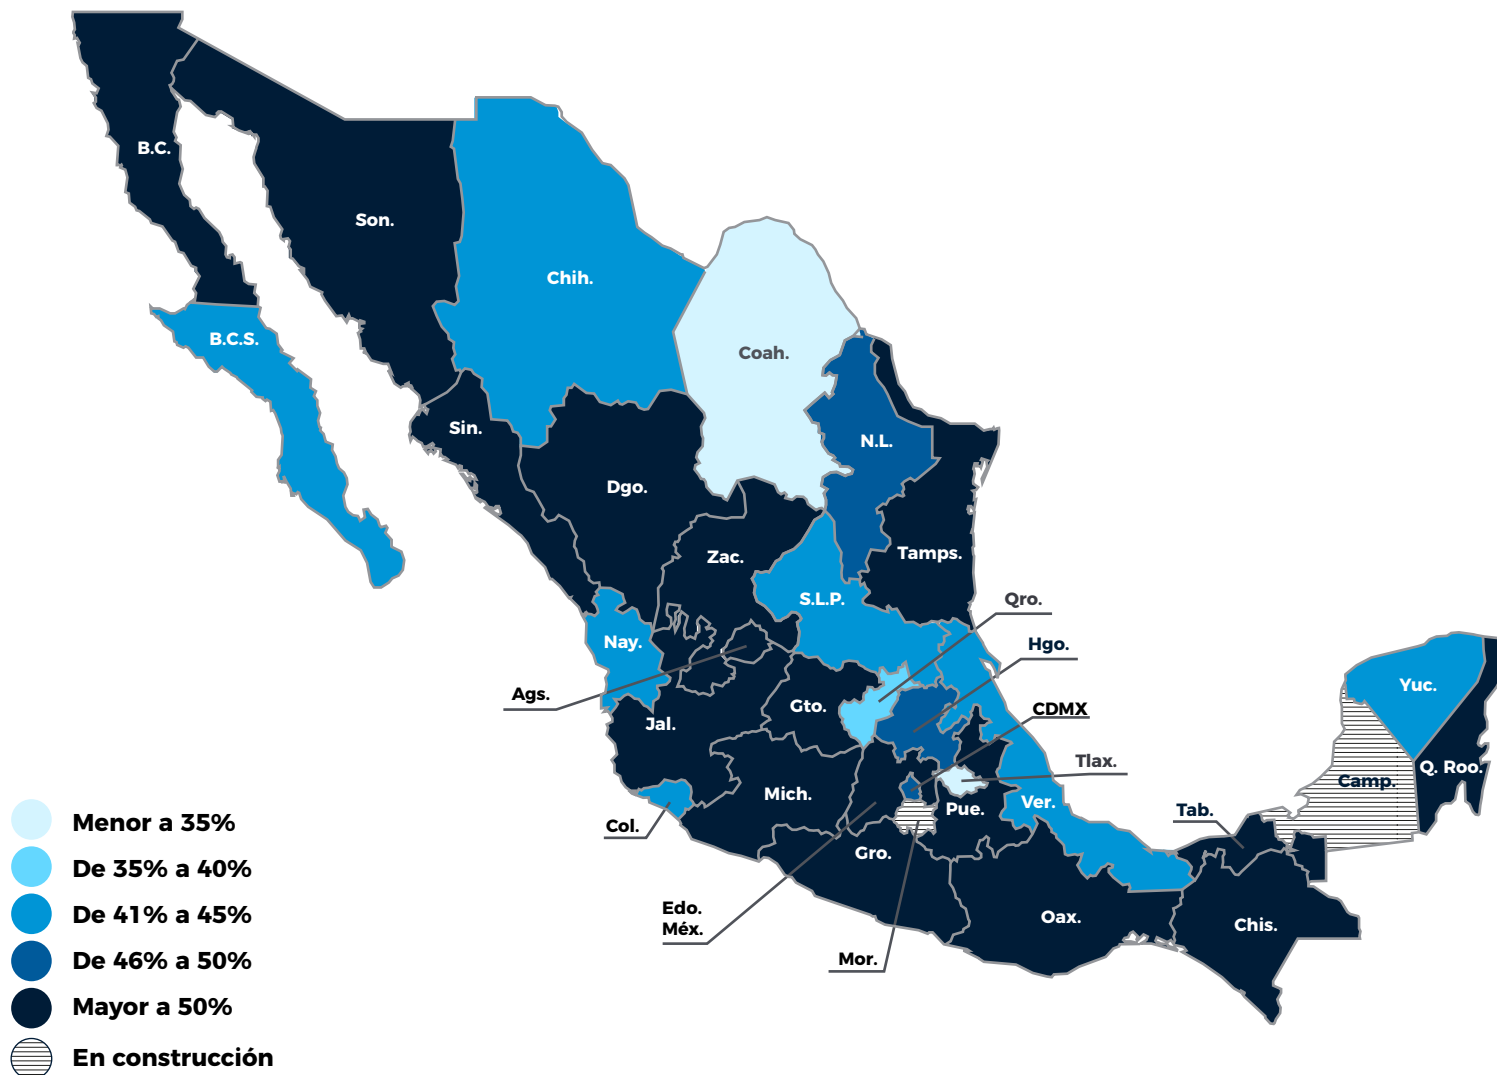 B.C.
Son.
Chih.
B.C.S.
Coah.
Sin.
N.L.
Dgo.
Tamps.
Zac.
S.L.P.
Qro.
Nay.
Hgo.
Yuc.
Ags.
Gto.
CDMX
Jal.
Tlax.
Q. Roo.
Camp.
Mich.
Ver.
Pue.
Tab.
Col.
Gro.
Edo.
Méx.
Oax.
Chis.
Mor.
Menor a 35%
De 35% a 40%
De 41% a 45%
De 46% a 50%
Mayor a 50%
En construcción